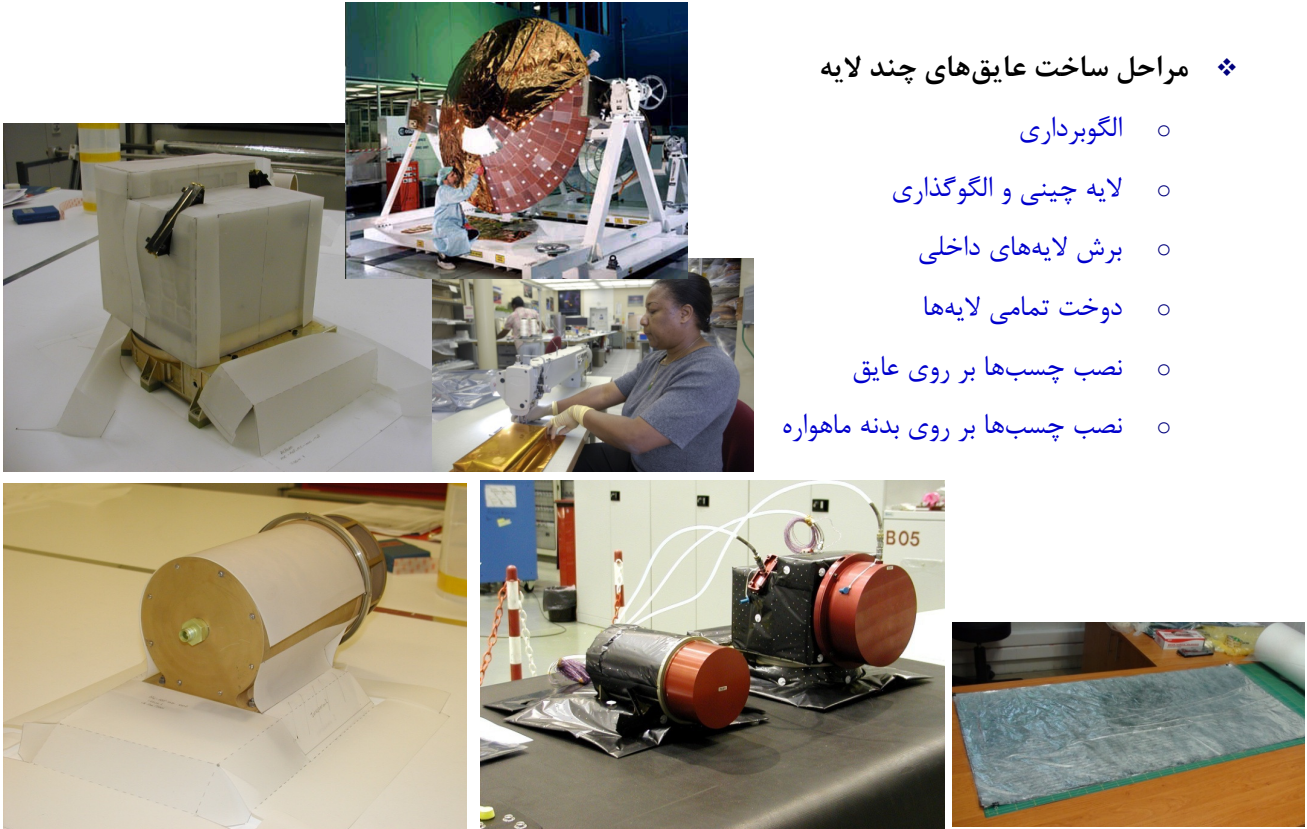 ❖ مراحل ساخت عایق‌های چند لایه
○ الگوبرداری
○ لایه چینی و الگوگذاری
○ برش لایه‌های داخلی
○ دوخت تمامی لایه‌ها
○ نصب چسب‌ها بر روی عایق
○ نصب چسب‌ها بر روی بدنه ماهواره
B05